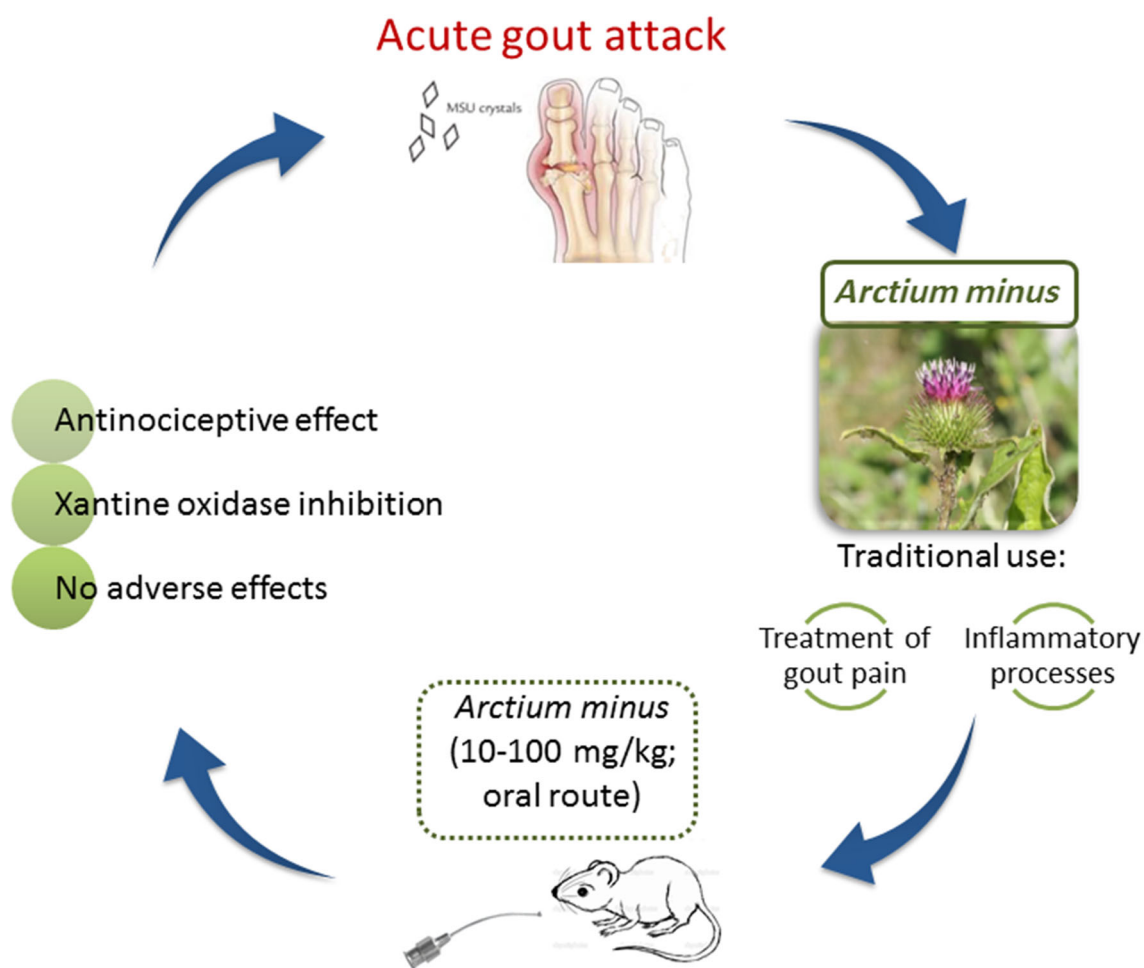 Acute gout attack
MSU crystals
Arctium minus
Traditional use:
Treatment of
gout pain
Inflammatory
processes
Arctium minus
(10-100 mg/kg;
oral route)
Antinociceptive effect
Xantine oxidase inhibition
No adverse effects